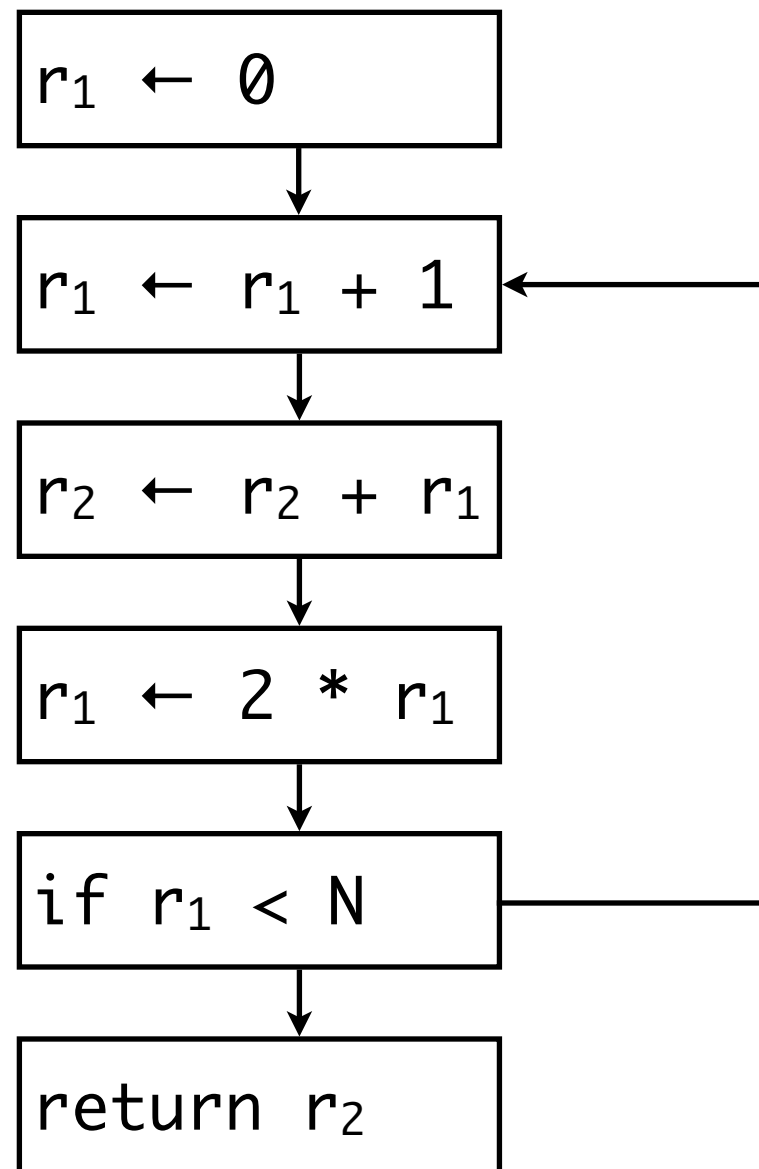 r₁ ← 0
r₁ ← r₁ + 1
r₂ ← r₂ + r₁
r₁ ← 2 * r₁
if r₁ < N
return r₂